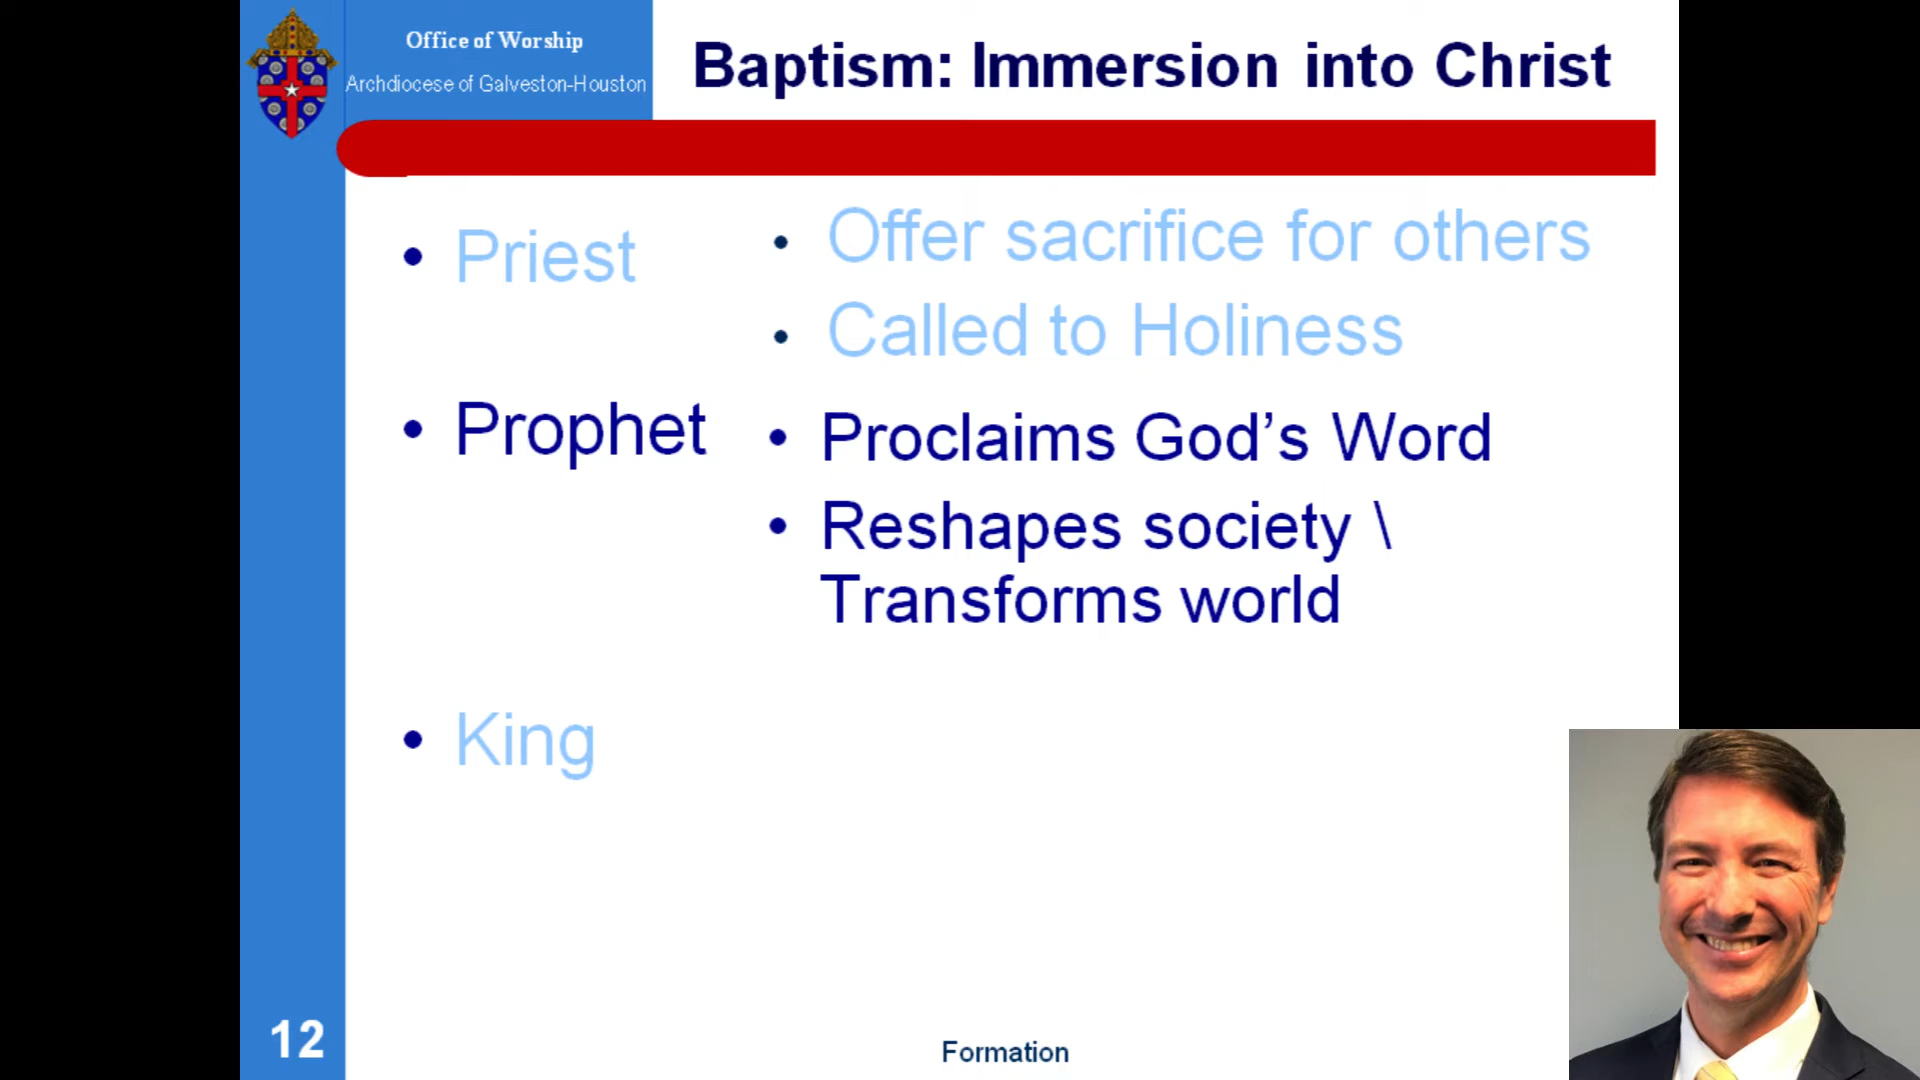 Office of Worship
Archdiocese of Galveston-Houston
Baptism: Immersion into Christ
• Priest
• Offer sacrifice for others
• Called to Holiness
• Prophet
• Proclaims God’s Word
• Reshapes society \
Transforms world
• King
12
Formation